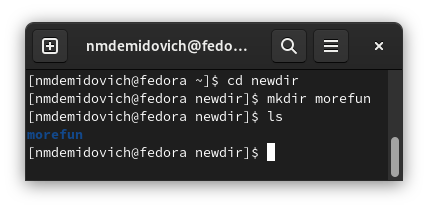 nmdemidovich@fedo...
[nmdemidovich@fedora ~]$ cd newdir
[nmdemidovich@fedora newdir]$ mkdir morefun
[nmdemidovich@fedora newdir]$ ls
morefun
[nmdemidovich@fedora newdir]$